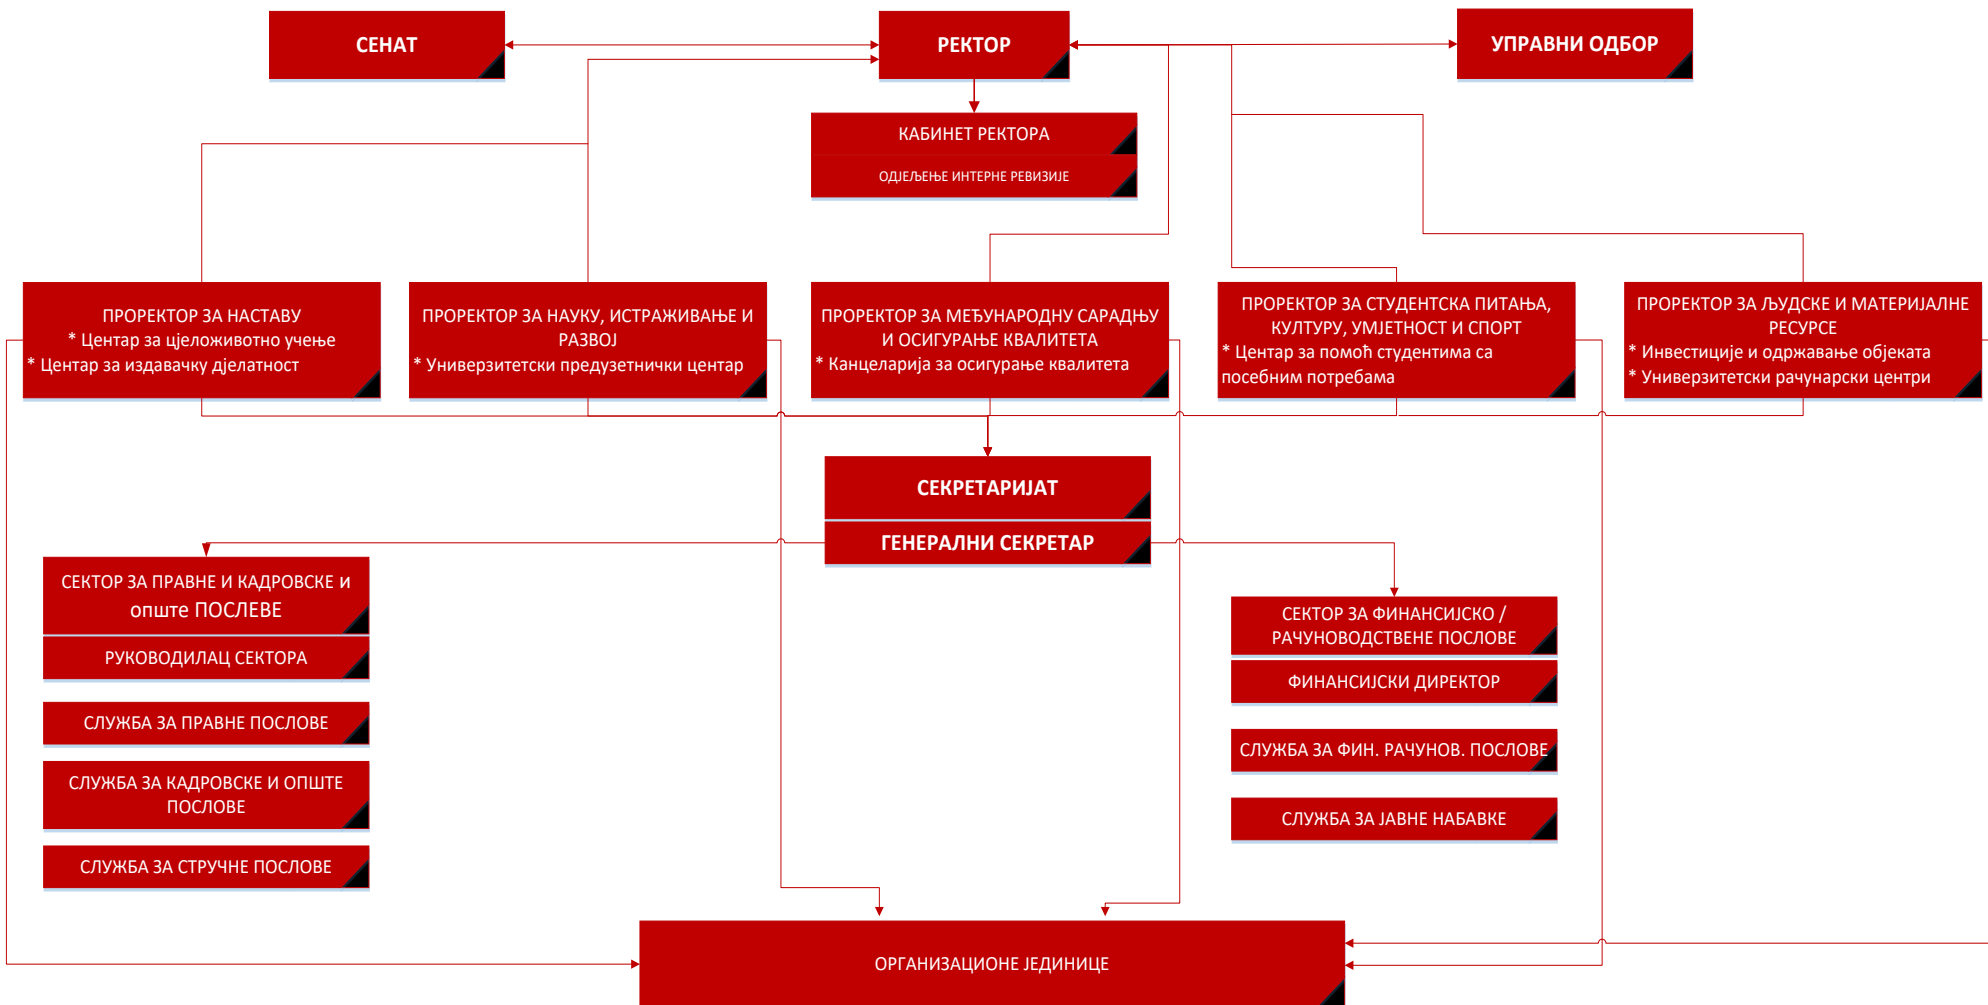 СЕНАТ
РЕКТОР
УПРАВНИ ОДБОР
КАБИНЕТ РЕКТОРА
ОДЈЕЉЕЊЕ ИНТЕРНЕ РЕВИЗИЈЕ
ПРОРЕКТОР ЗА НАСТАВУ
* Центар за цјеложивотно учење
* Центар за издавачку дјелатност
ПРОРЕКТОР ЗА НАУКУ, ИСТРАЖИВАЊЕ И
РАЗВОЈ
* Универзитетски предузетнички центар
ПРОРЕКТОР ЗА МЕЂУНАРОДНУ САРАДЊУ
И ОСИГУРАЊЕ КВАЛИТЕТА
* Канцеларија за осигурање квалитета
ПРОРЕКТОР ЗА СТУДЕНТСКА ПИТАЊА,
КУЛТУРУ, УМЈЕТНОСТ И СПОРТ
* Центар за помоћ студентима са
посебним потребама
ПРОРЕКТОР ЗА ЉУДСКЕ И МАТЕРИЈАЛНЕ
РЕСУРСЕ
* Инвестиције и одржавање објеката
* Универзитетски рачунарски центри
СЕКРЕТАРИЈАТ
ГЕНЕРАЛНИ СЕКРЕТАР
СЕКТОР ЗА ПРАВНЕ И КАДРОВСКЕ и
опште ПОСЛЕВЕ
РУКОВОДИЛАЦ СЕКТОРА
СЛУЖБА ЗА ПРАВНЕ ПОСЛОВЕ
СЛУЖБА ЗА КАДРОВСКЕ И ОПШТЕ
ПОСЛОВЕ
СЛУЖБА ЗА СТРУЧНЕ ПОСЛОВЕ
СЕКТОР ЗА ФИНАНСИЈСКО /
РАЧУНОВОДСТВЕНЕ ПОСЛОВЕ
ФИНАНСИЈСКИ ДИРЕКТОР
СЛУЖБА ЗА ФИН. РАЧУНОВ. ПОСЛОВЕ
СЛУЖБА ЗА ЈАВНЕ НАБАВКЕ
ОРГАНИЗАЦИОНЕ ЈЕДИНИЦЕ